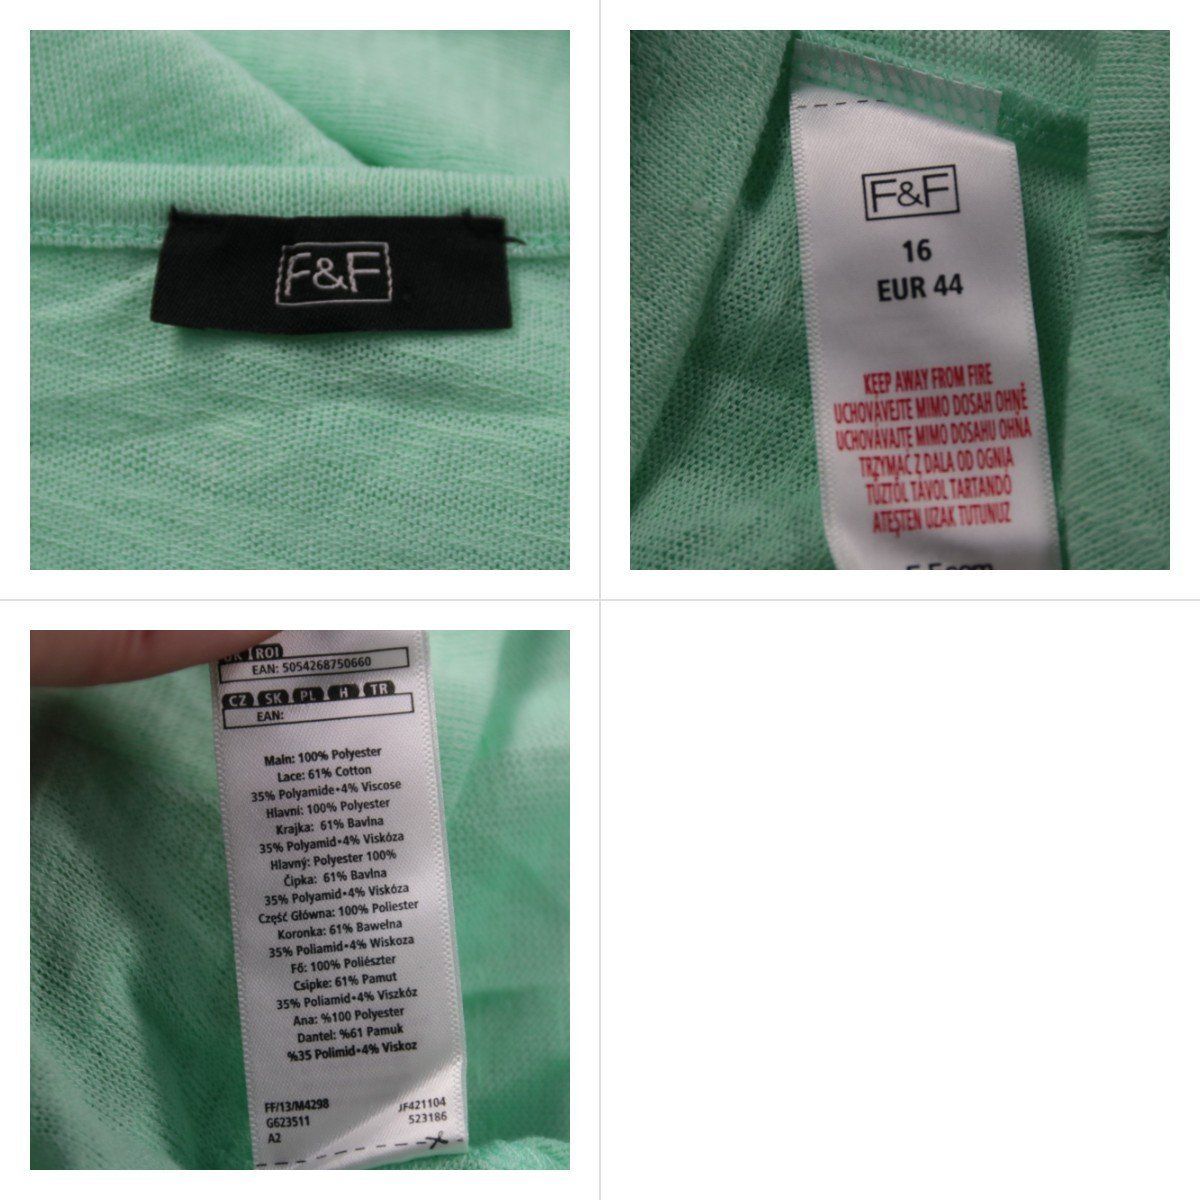 F&F
F&F
16
EUR 44
KEEP AWAY FROM FIRE
UCHOVÁVEJTE MIMO DOSAH OHNĚ
UCHOVÁVAJTE MIMO DOSAHU OHŇA
TRZYMAĆ Z DALA OD OGNIA
TŰZTŐL TÁVOL TARTANDÓ
ATEŞTEN UZAK TUTUNUZ
ROI
EAN: 5054268750660
CZ SK PL H TR
EAN:
Main: 100% Polyester
Lace: 61% Cotton
35% Polyamide•4% Viscose
Hlavní: 100% Polyester
Krajka: 61% Bavlna
35% Polyamid•4% Viskóza
Hlavný: Polyester 100%
Čipka: 61% Bavlna
35% Polyamid•4% Viskóza
Część Główna: 100% Poliester
Koronka: 61% Bawełna
35% Poliamid•4% Wiskoza
Fő: 100% Poliészter
Csipke: 61% Pamut
35% Poliamid•4% Viszkóz
Ana: %100 Polyester
Dantel: %61 Pamuk
%35 Polimid•4% Viskoz
FF/13/M4298 JF421104
G623511 523186
A2